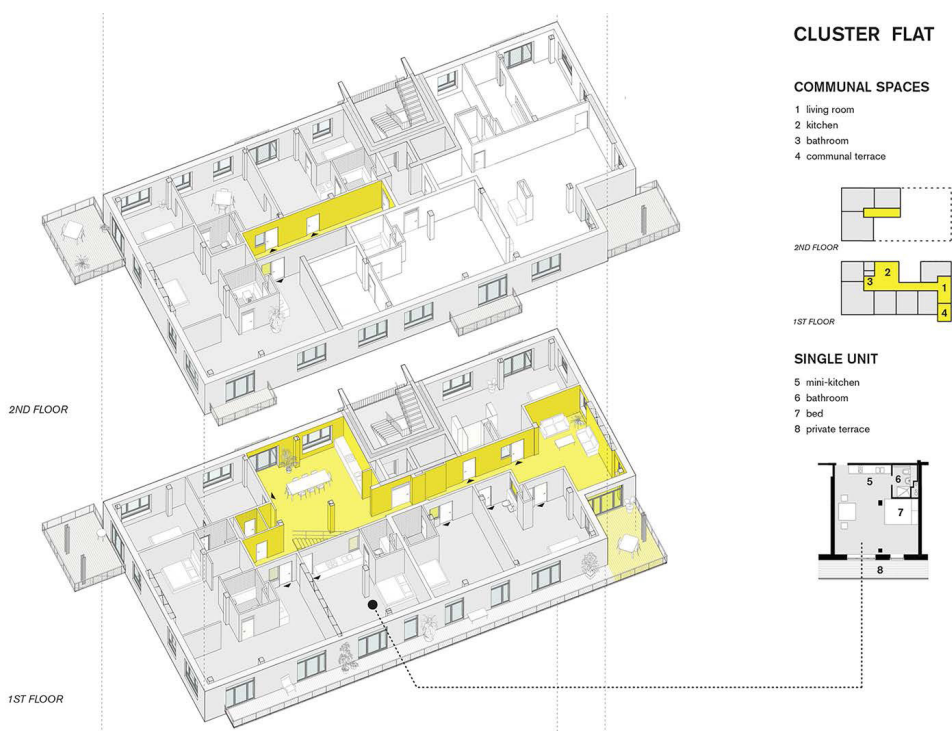 CLUSTER FLAT
COMMUNAL SPACES
1 living room
2 kitchen
3 bathroom
4 communal terrace
2ND FLOOR
2
3
1
4
1ST FLOOR
SINGLE UNIT
5 mini-kitchen
6 bathroom
7 bed
8 private terrace
5
6
7
8
2ND FLOOR
1ST FLOOR